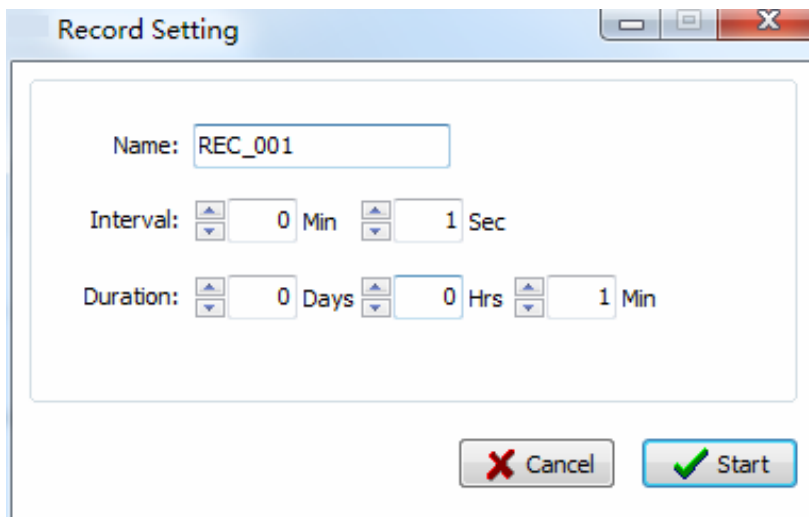 Record Setting
Name: REC_001
Interval: 0 Min 1 Sec
Duration: 0 Days 0 Hrs 1 Min
Cancel Start